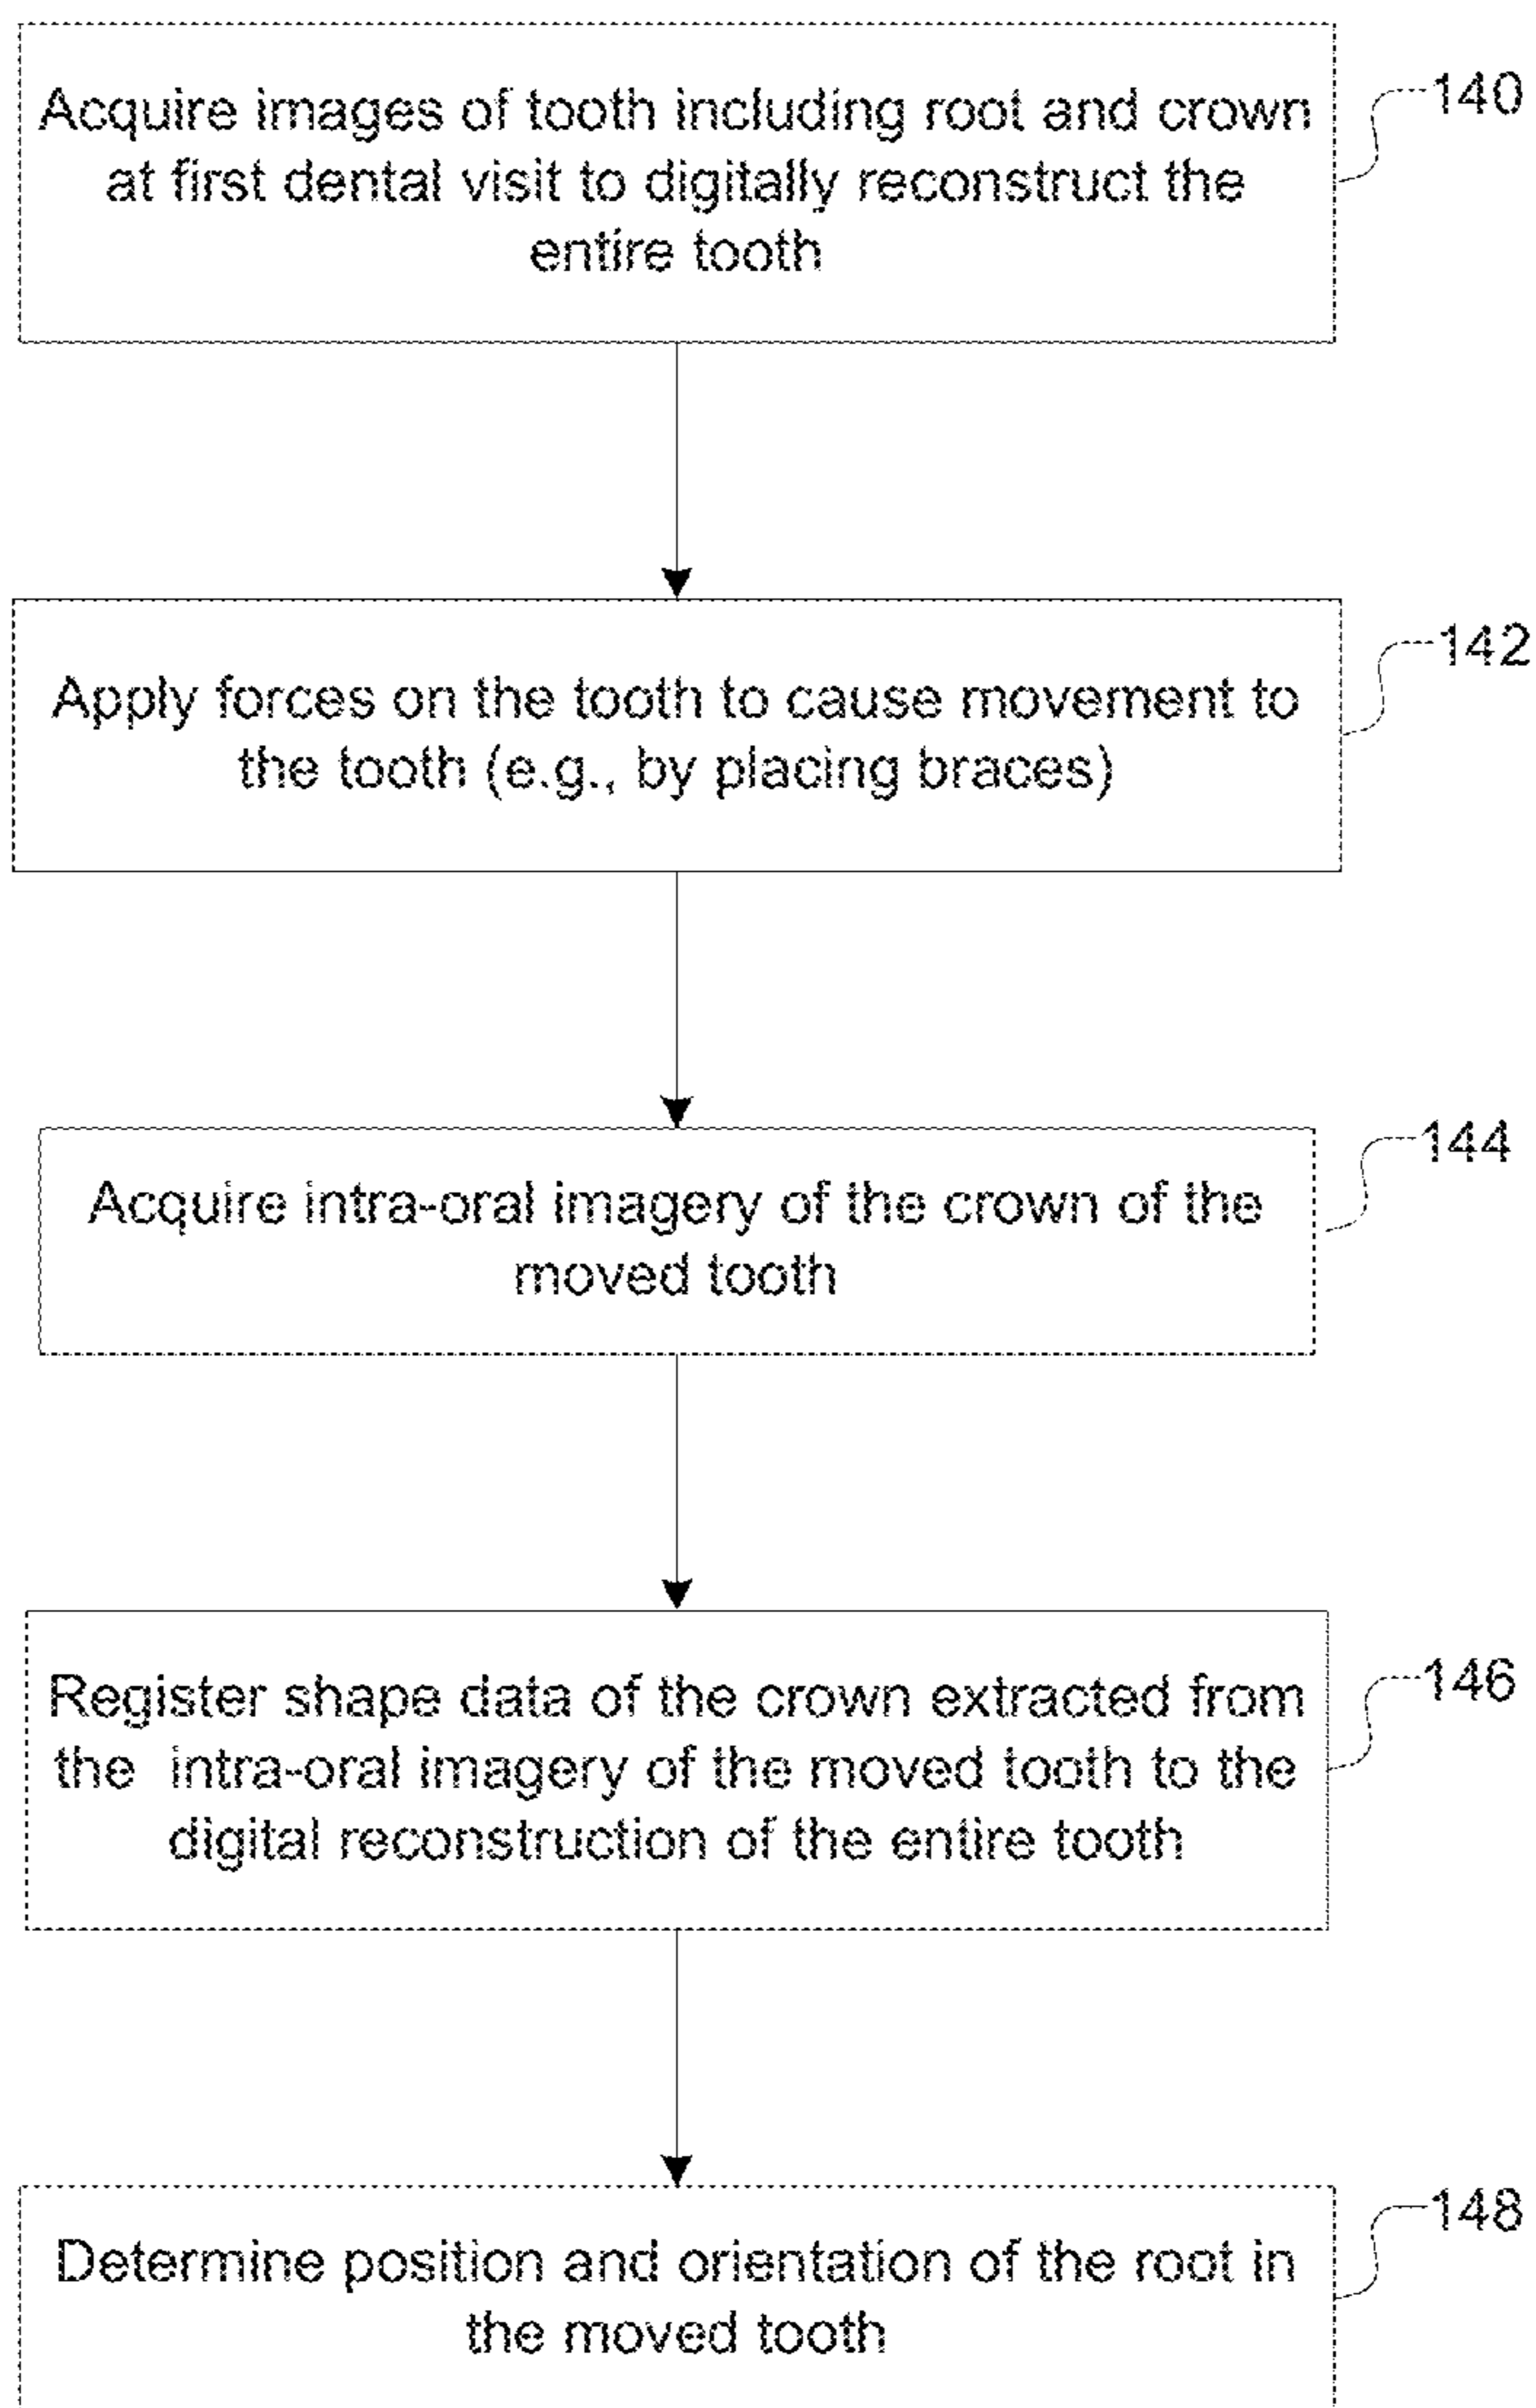 Acquire images of tooth including root and crown
at first dental visit to digitally reconstruct the
entire tooth
140
Apply forces on the tooth to cause movement to
the tooth (e.g., by placing braces)
142
Acquire intra-oral imagery of the crown of the
moved tooth
144
Register shape data of the crown extracted from
the intra-oral imagery of the moved tooth to the
digital reconstruction of the entire tooth
146
Determine position and orientation of the root in
the moved tooth
148